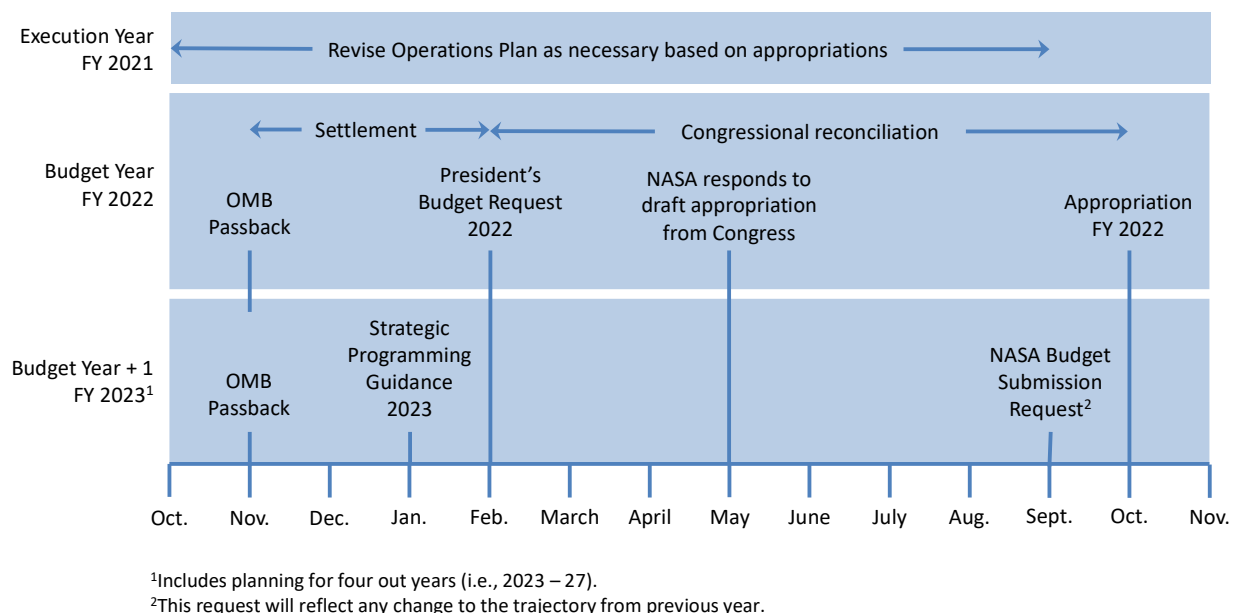 Execution Year
FY 2021
Revise Operations Plan as necessary based on appropriations
Budget Year
FY 2022
Settlement
Congressional reconciliation
OMB
Passback
President’s
Budget Request
2022
NASA responds to
draft appropriation
from Congress
Appropriation
FY 2022
Budget Year + 1
FY 2023¹
OMB
Passback
Strategic
Programming
Guidance
2023
NASA Budget
Submission
Request²
Oct. Nov. Dec. Jan. Feb. March April May June July Aug. Sept. Oct. Nov.
¹Includes planning for four out years (i.e., 2023 – 27).
²This request will reflect any change to the trajectory from previous year.